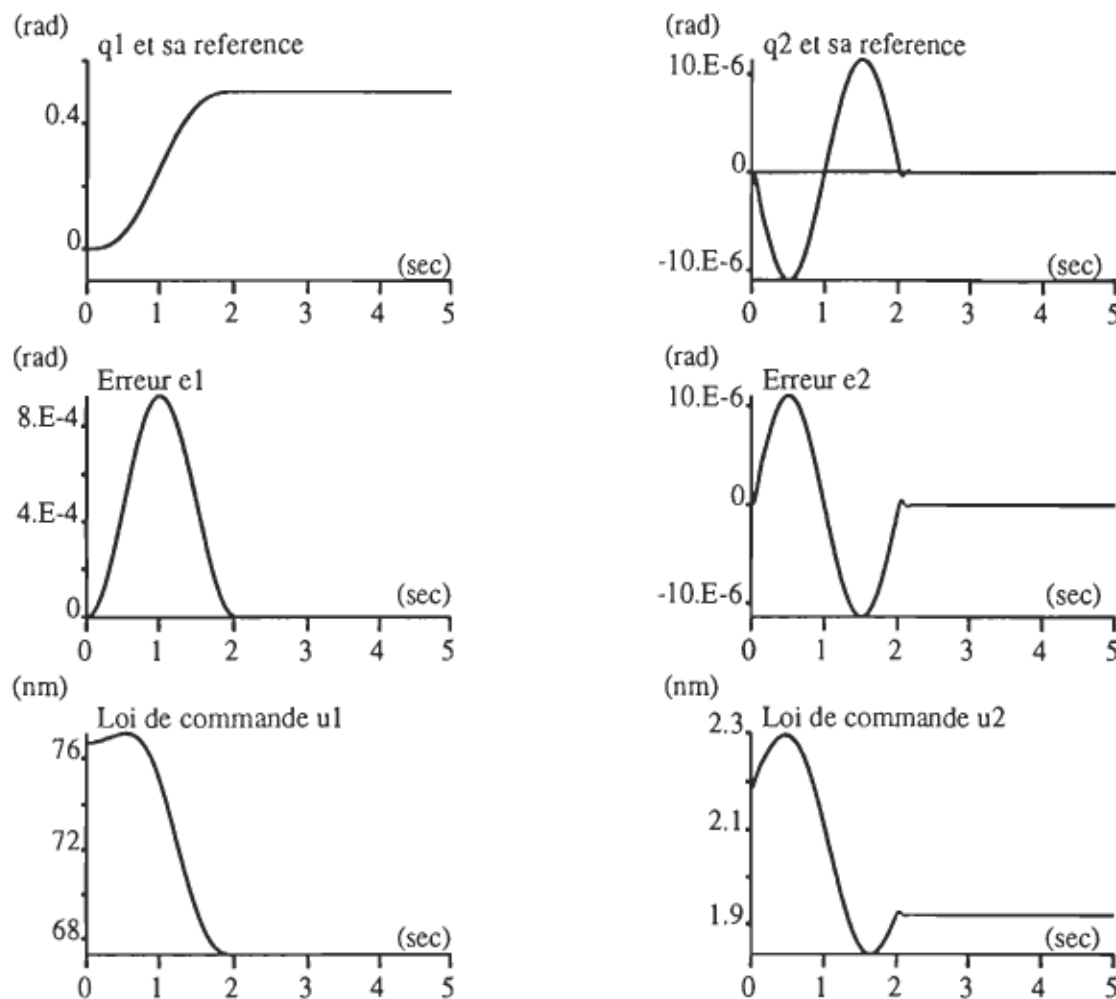 (rad)
q1 et sa reference
0.4
0
(sec)
0 1 2 3 4 5
(rad)
q2 et sa reference
10.E-6
0
-10.E-6
(sec)
0 1 2 3 4 5
(rad)
Erreur e1
8.E-4
4.E-4
0
(sec)
0 1 2 3 4 5
(rad)
Erreur e2
10.E-6
0
-10.E-6
(sec)
0 1 2 3 4 5
(nm)
Loi de commande u1
76
72
68
(sec)
0 1 2 3 4 5
(nm)
Loi de commande u2
2.3
2.1
1.9
(sec)
0 1 2 3 4 5